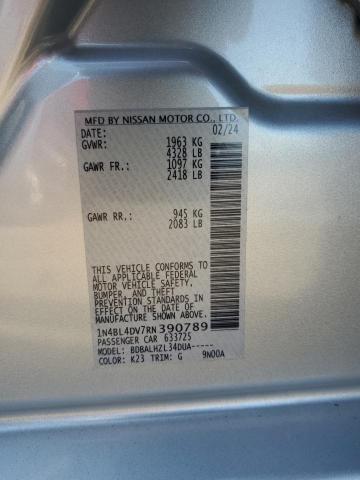 MFD BY NISSAN MOTOR CO., LTD.
DATE: 02/24
GVWR: 1963 KG
4328 LB
GAWR FR.: 1097 KG
2418 LB
GAWR RR.: 945 KG
2083 LB
THIS VEHICLE CONFORMS TO
ALL APPLICABLE U.S. FEDERAL
MOTOR VEHICLE SAFETY,
BUMPER, AND THEFT
PREVENTION STANDARDS IN
EFFECT ON THE DATE OF
MANUFACTURE SHOWN ABOVE.
1N4BL4DV7RN390789
PASSENGER CAR 633725
MODEL: BDBALHZL34DUA-----
COLOR: K23 TRIM: G 9N00A